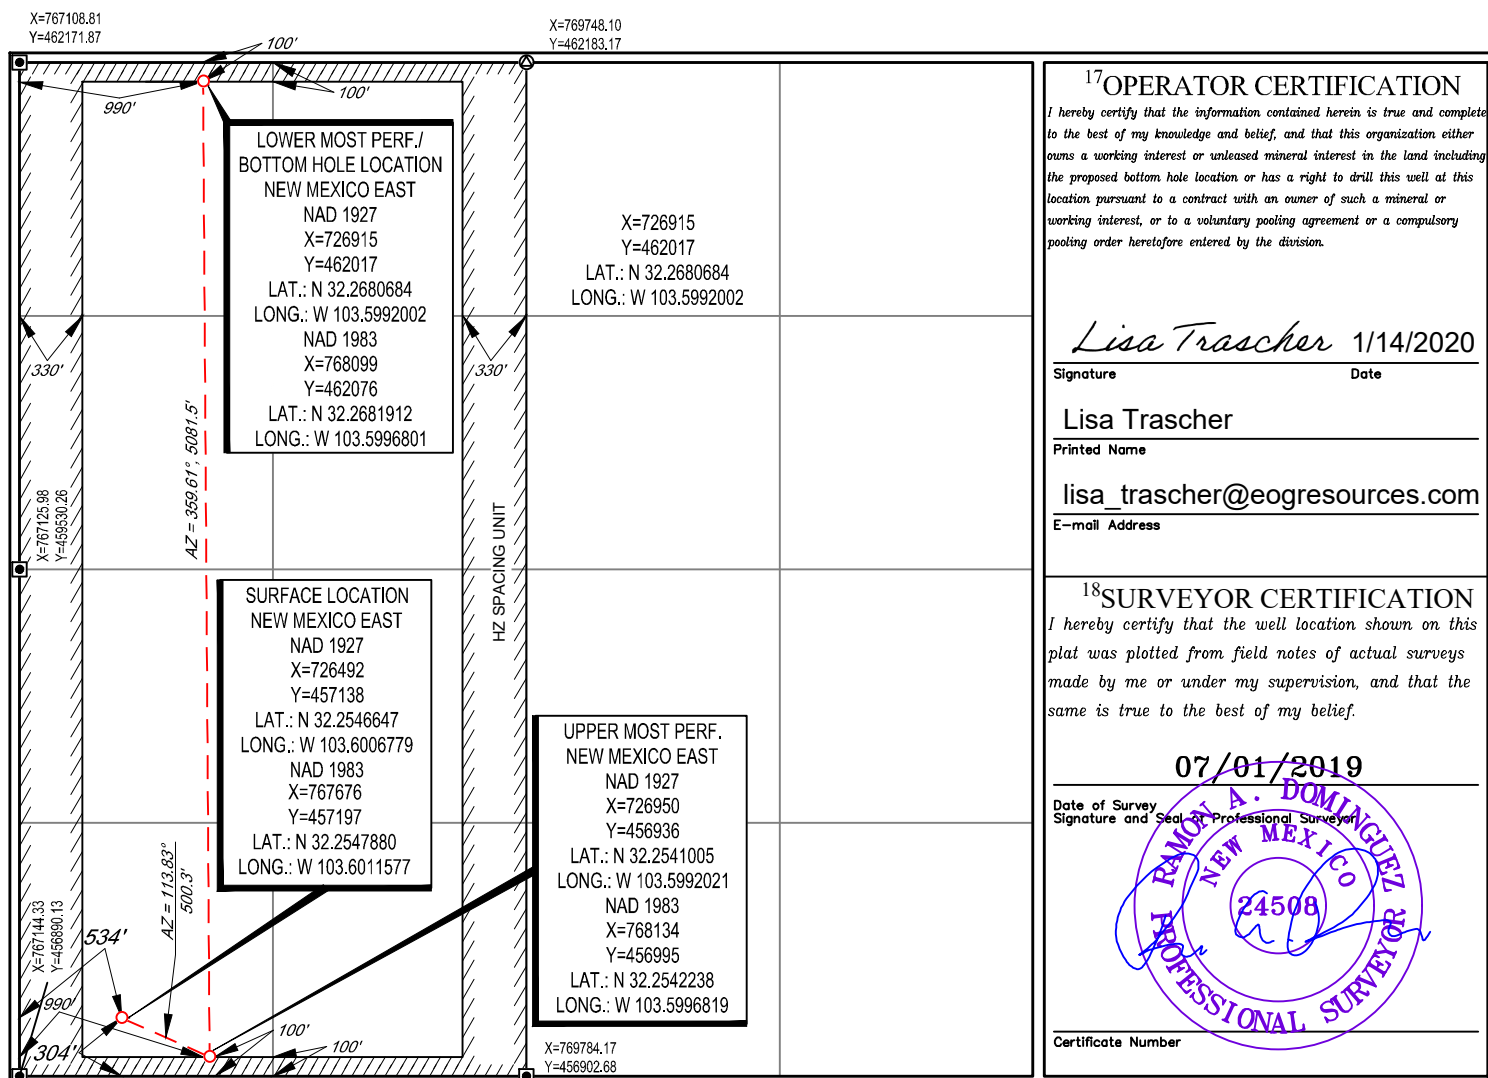 X=767108.81
Y=462171.87
X=769748.10
Y=462183.17
100'
100'
990'
LOWER MOST PERF./
BOTTOM HOLE LOCATION
NEW MEXICO EAST
NAD 1927
X=726915
Y=462017
LAT.: N 32.2680684
LONG.: W 103.5992002
NAD 1983
X=768099
Y=462076
LAT.: N 32.2681912
LONG.: W 103.5996801
X=726915
Y=462017
LAT.: N 32.2680684
LONG.: W 103.5992002
330'
330'
AZ = 359.61°, 5081.5'
X=767125.98
Y=459530.26
HZ SPACING UNIT
SURFACE LOCATION
NEW MEXICO EAST
NAD 1927
X=726492
Y=457138
LAT.: N 32.2546647
LONG.: W 103.6006779
NAD 1983
X=767676
Y=457197
LAT.: N 32.2547880
LONG.: W 103.6011577
UPPER MOST PERF.
NEW MEXICO EAST
NAD 1927
X=726950
Y=456936
LAT.: N 32.2541005
LONG.: W 103.5992021
NAD 1983
X=768134
Y=456995
LAT.: N 32.2542238
LONG.: W 103.5996819
AZ = 113.83°
500.3'
X=767144.33
Y=456890.13
534'
990'
304'
100'
100'
X=769784.17
Y=456902.68
17OPERATOR CERTIFICATION
I hereby certify that the information contained herein is true and complete
to the best of my knowledge and belief, and that this organization either
owns a working interest or unleased mineral interest in the land including
the proposed bottom hole location or has a right to drill this well at this
location pursuant to a contract with an owner of such a mineral or
working interest, or to a voluntary pooling agreement or a compulsory
pooling order heretofore entered by the division.
Lisa Trascher 1/14/2020
Signature Date
Lisa Trascher
Printed Name
lisa_trascher@eogresources.com
E-mail Address
18SURVEYOR CERTIFICATION
I hereby certify that the well location shown on this
plat was plotted from field notes of actual surveys
made by me or under my supervision, and that the
same is true to the best of my belief.
07/01/2019
Date of Survey
Signature and Seal of Professional Surveyor
RAMON A. DOMINGUEZ
NEW MEXICO
24508
PROFESSIONAL SURVEYOR
Certificate Number